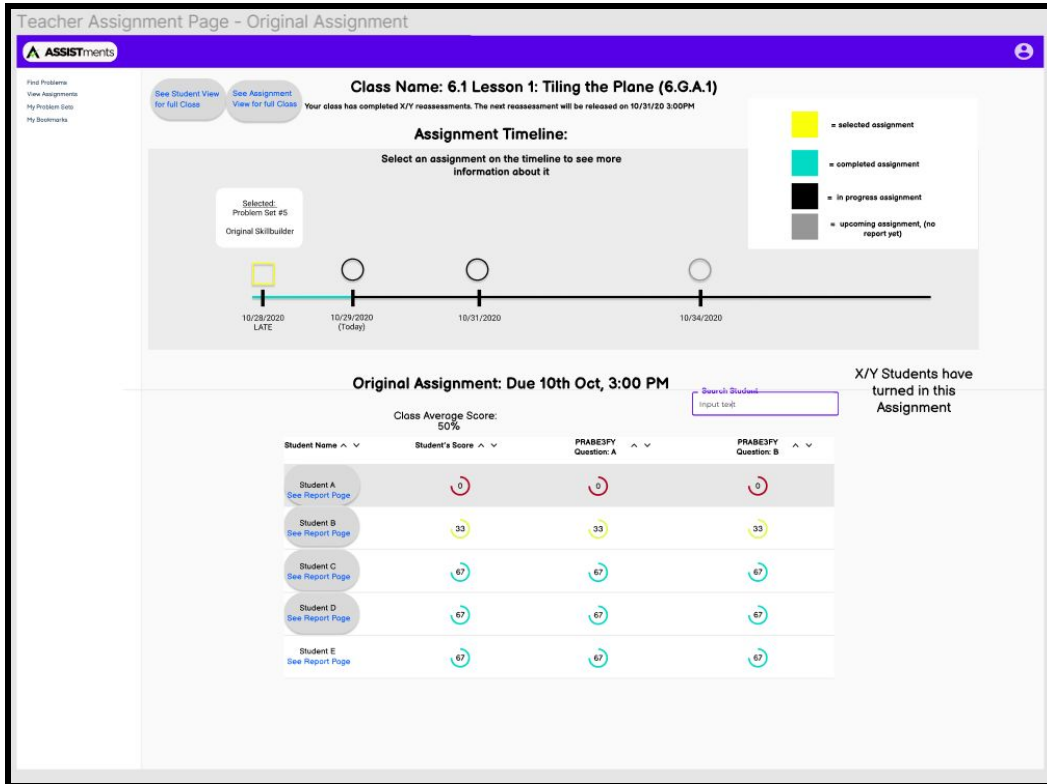 Teacher Assignment Page - Original Assignment
ASSISTments
Find Problems
View Assignments
My Problem Sets
My Bookmarks
See Student View
for full Class
See Assignment
View for full Class
Class Name: 6.1 Lesson 1: Tiling the Plane (6.G.A.1)
Your class has completed X/Y reassessments. The next reassessment will be released on 10/31/20 3:00PM
Assignment Timeline:
Select an assignment on the timeline to see more
information about it
= selected assignment
= completed assignment
= in progress assignment
= upcoming assignment, (no
report yet)
Selected:
Problem Set #5
Original Skillbuilder
10/28/2020
LATE
10/29/2020
(Today)
10/31/2020
10/34/2020
Original Assignment: Due 10th Oct, 3:00 PM
Search Student
Input text
X/Y Students have
turned in this
Assignment
Class Average Score:
50%
Student Name
Student's Score
PRABE3FY
Question: A
PRABE3FY
Question: B
Student A
See Report Page
0 0 0
Student B
See Report Page
33 33 33
Student C
See Report Page
67 67 67
Student D
See Report Page
67 67 67
Student E
See Report Page
67 67 67